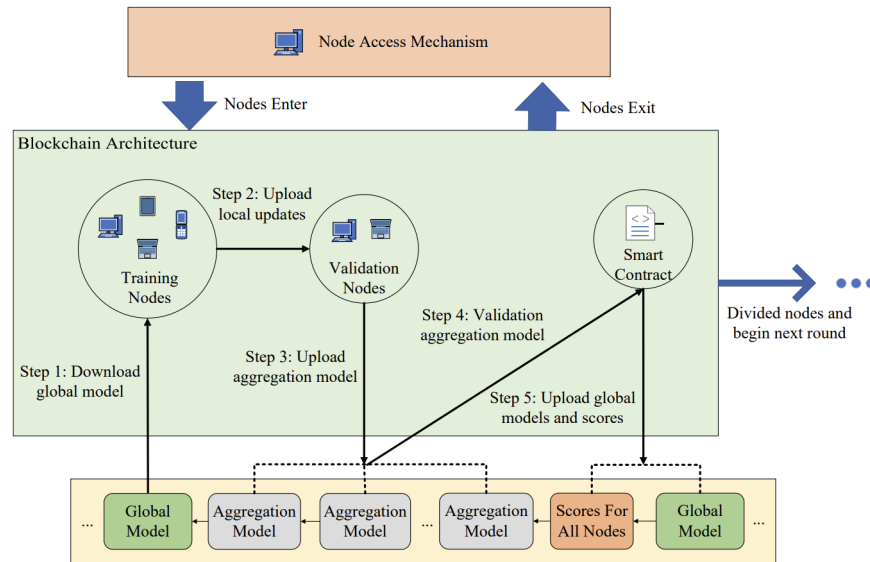 Node Access Mechanism
Nodes Enter
Nodes Exit
Blockchain Architecture
Step 2: Upload
local updates
Training
Nodes
Validation
Nodes
<>
Smart
Contract
Step 1: Download
global model
Step 3: Upload
aggregation model
Step 4: Validation
aggregation model
Step 5: Upload global
models and scores
Divided nodes and
begin next round
...
Global
Model
Aggregation
Model
Aggregation
Model
...
Aggregation
Model
Scores For
All Nodes
Global
Model
...